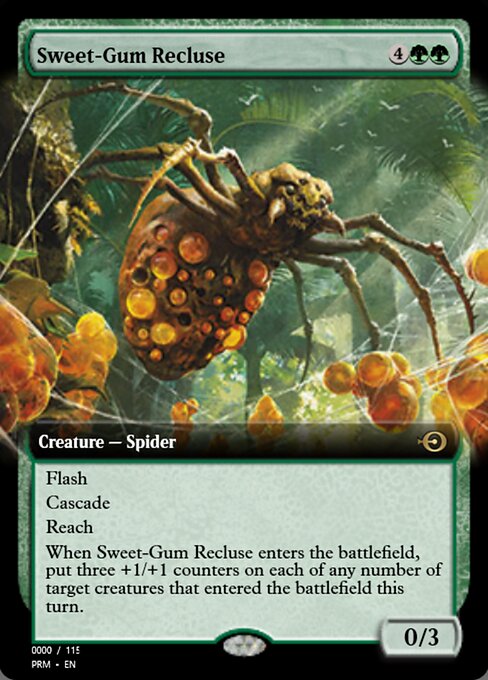 Sweet-Gum Recluse 4
Creature — Spider
Flash
Cascade
Reach
When Sweet-Gum Recluse enters the battlefield,
put three +1/+1 counters on each of any number of
target creatures that entered the battlefield this
turn.
0/3
0000 / 115
PRM • EN